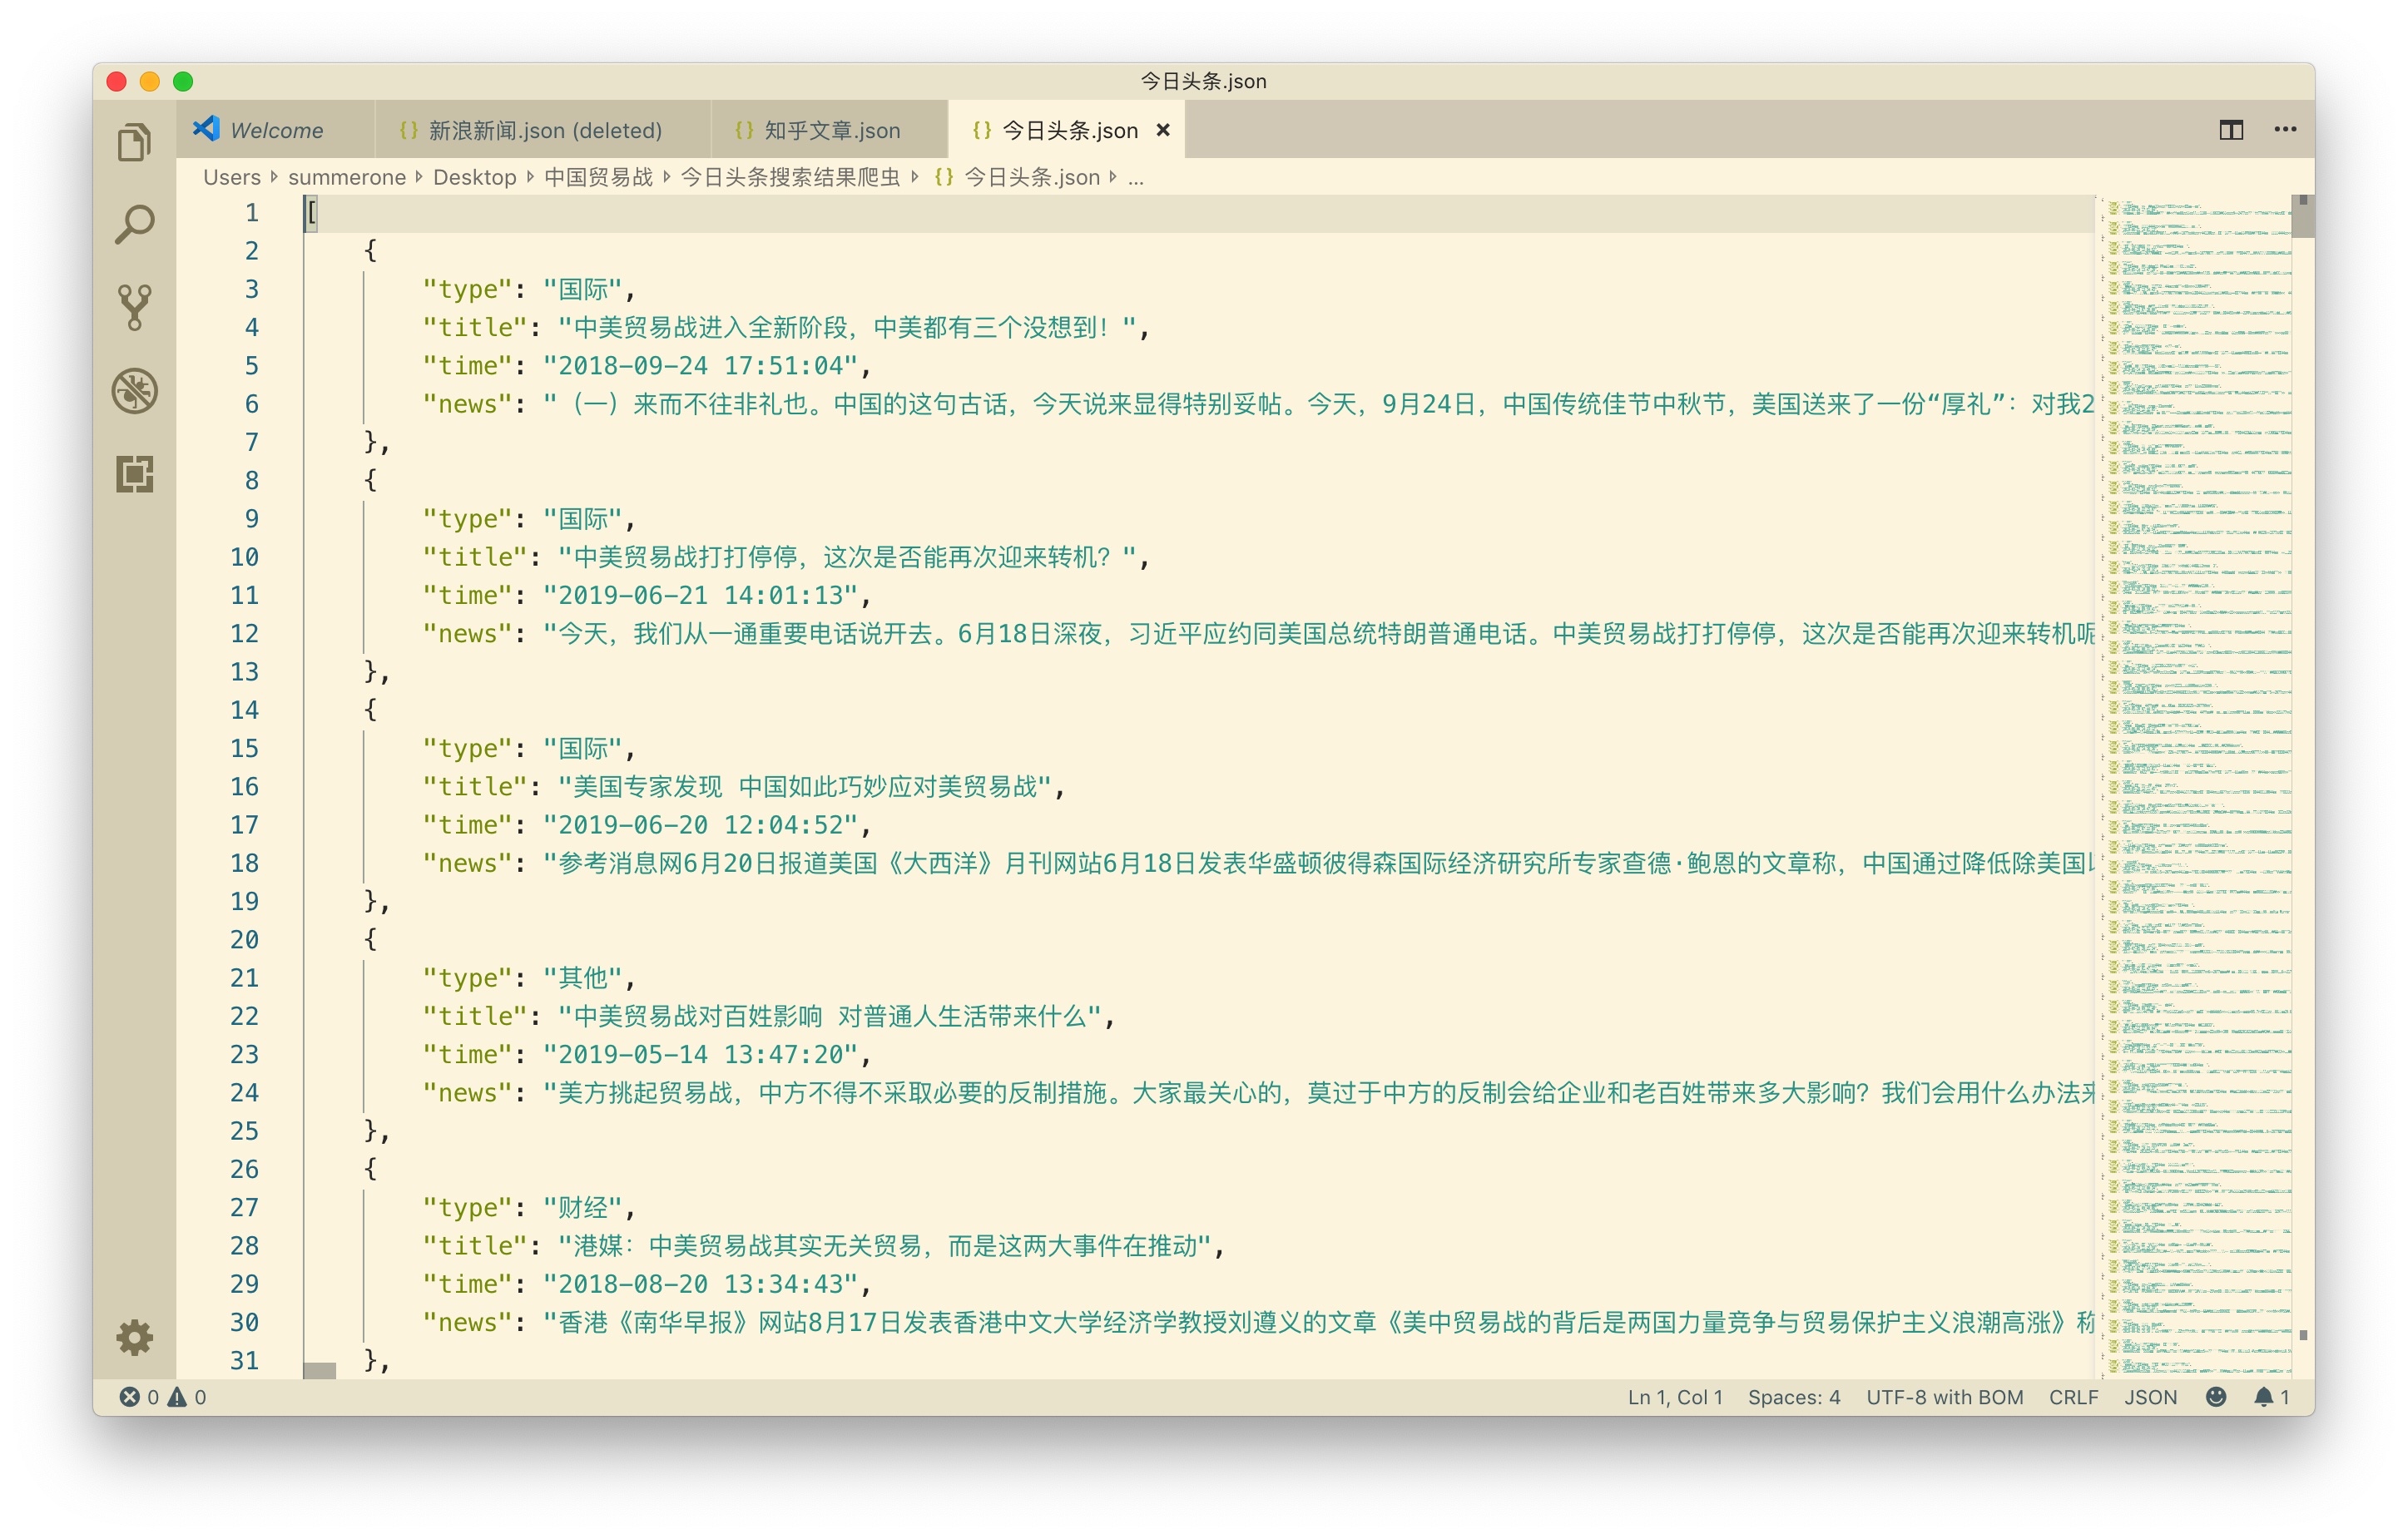 今日头条.json
Welcome
{} 新浪新闻.json (deleted)
{} 知乎文章.json
{} 今日头条.json ×
Users › summerone › Desktop › 中国贸易战 › 今日头条搜索结果爬虫 › {} 今日头条.json › ...
1 [
2 {
3 "type": "国际",
4 "title": "中美贸易战进入全新阶段，中美都有三个没想到！",
5 "time": "2018-09-24 17:51:04",
6 "news": "（一）来而不往非礼也。中国的这句古话，今天说来显得特别妥帖。今天，9月24日，中国传统佳节中秋节，美国送来了一份“厚礼”：对我2
7 },
8 {
9 "type": "国际",
10 "title": "中美贸易战打打停停，这次是否能再次迎来转机？",
11 "time": "2019-06-21 14:01:13",
12 "news": "今天，我们从一通重要电话说开去。6月18日深夜，习近平应约同美国总统特朗普通电话。中美贸易战打打停停，这次是否能再次迎来转机呢
13 },
14 {
15 "type": "国际",
16 "title": "美国专家发现 中国如此巧妙应对美贸易战",
17 "time": "2019-06-20 12:04:52",
18 "news": "参考消息网6月20日报道美国《大西洋》月刊网站6月18日发表华盛顿彼得森国际经济研究所专家查德·鲍恩的文章称，中国通过降低除美国以
19 },
20 {
21 "type": "其他",
22 "title": "中美贸易战对百姓影响 对普通人生活带来什么",
23 "time": "2019-05-14 13:47:20",
24 "news": "美方挑起贸易战，中方不得不采取必要的反制措施。大家最关心的，莫过于中方的反制会给企业和老百姓带来多大影响？我们会用什么办法来
25 },
26 {
27 "type": "财经",
28 "title": "港媒：中美贸易战其实无关贸易，而是这两大事件在推动",
29 "time": "2018-08-20 13:34:43",
30 "news": "香港《南华早报》网站8月17日发表香港中文大学经济学教授刘遵义的文章《美中贸易战的背后是两国力量竞争与贸易保护主义浪潮高涨》称
31 },
0 0 Ln 1, Col 1 Spaces: 4 UTF-8 with BOM CRLF JSON 1